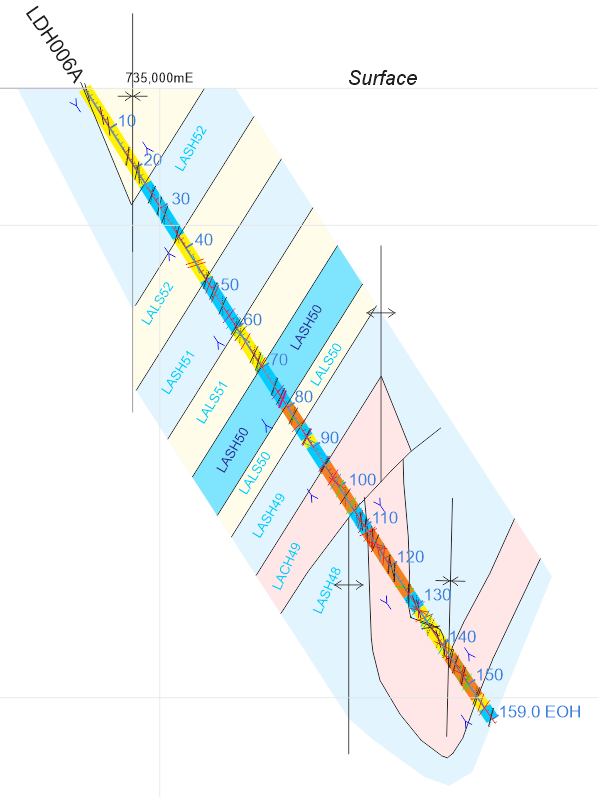 LDH006A
735,000mE
Surface
10
LASH52
20
30
40
50
LALS52
60
LASH50
LASH51
70
LALS50
LALS51
80
LASH50
90
LALS50
100
LASH49
110
LACH49
120
LASH48
130
140
150
159.0 EOH